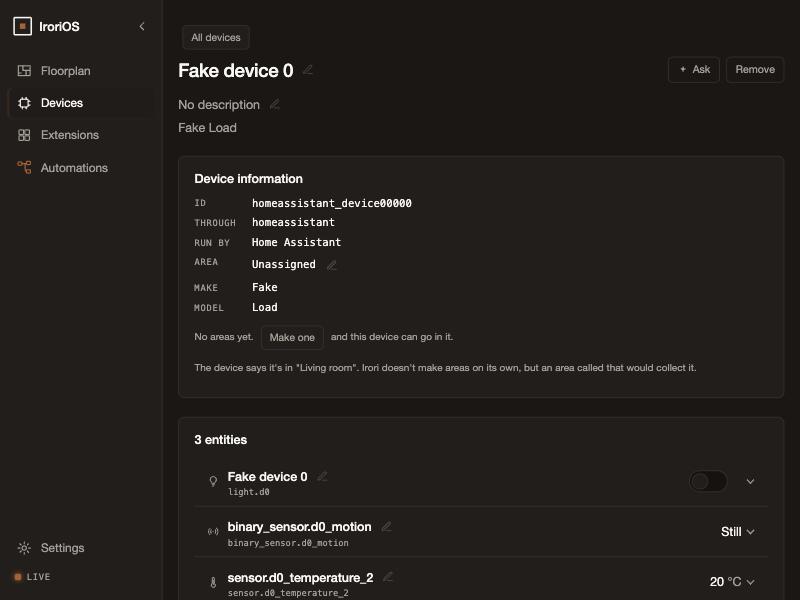 IroriOS
Floorplan
Devices
Extensions
Automations
Settings
LIVE
All devices
Fake device 0
Ask
Remove
No description
Fake Load
Device information
ID homeassistant_device00000
THROUGH homeassistant
RUN BY Home Assistant
AREA Unassigned
MAKE Fake
MODEL Load
No areas yet. Make one and this device can go in it.
The device says it's in "Living room". Irori doesn't make areas on its own, but an area called that would collect it.
3 entities
Fake device 0
light.d0
binary_sensor.d0_motion
binary_sensor.d0_motion
Still
sensor.d0_temperature_2
sensor.d0_temperature_2
20 °C